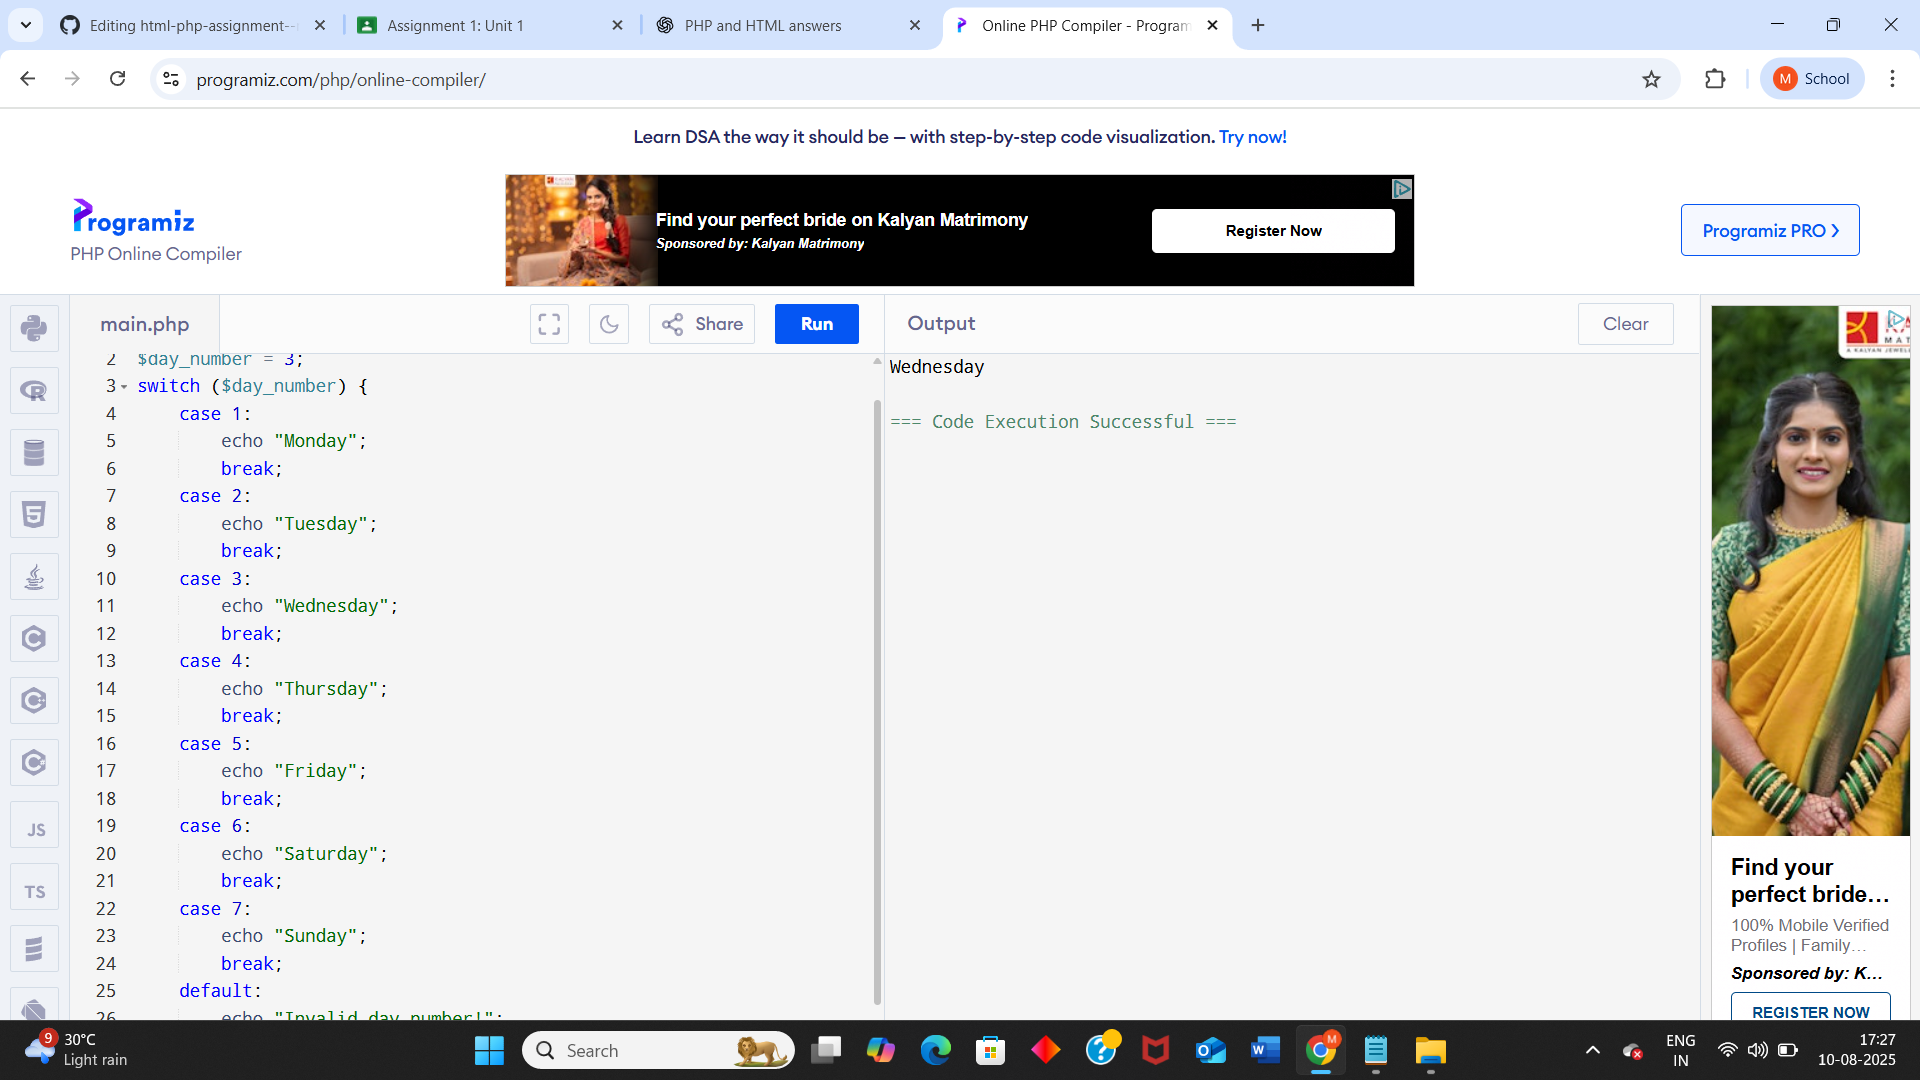 Editing html-php-assignment--
Assignment 1: Unit 1
PHP and HTML answers
Online PHP Compiler - Program
programiz.com/php/online-compiler/
M School
Learn DSA the way it should be — with step-by-step code visualization. Try now!
Programiz
PHP Online Compiler
Find your perfect bride on Kalyan Matrimony
Sponsored by: Kalyan Matrimony
Register Now
Programiz PRO
main.php
Share
Run
Output
Clear
2 $day_number = 3;
3 switch ($day_number) {
4 case 1:
5 echo "Monday";
6 break;
7 case 2:
8 echo "Tuesday";
9 break;
10 case 3:
11 echo "Wednesday";
12 break;
13 case 4:
14 echo "Thursday";
15 break;
16 case 5:
17 echo "Friday";
18 break;
19 case 6:
20 echo "Saturday";
21 break;
22 case 7:
23 echo "Sunday";
24 break;
25 default:
26 echo "Invalid day number!";
Wednesday
=== Code Execution Successful ===
JS
TS
Find your
perfect bride...
100% Mobile Verified
Profiles | Family...
Sponsored by: K...
REGISTER NOW
9
30°C
Light rain
Search
M
ENG
IN
17:27
10-08-2025